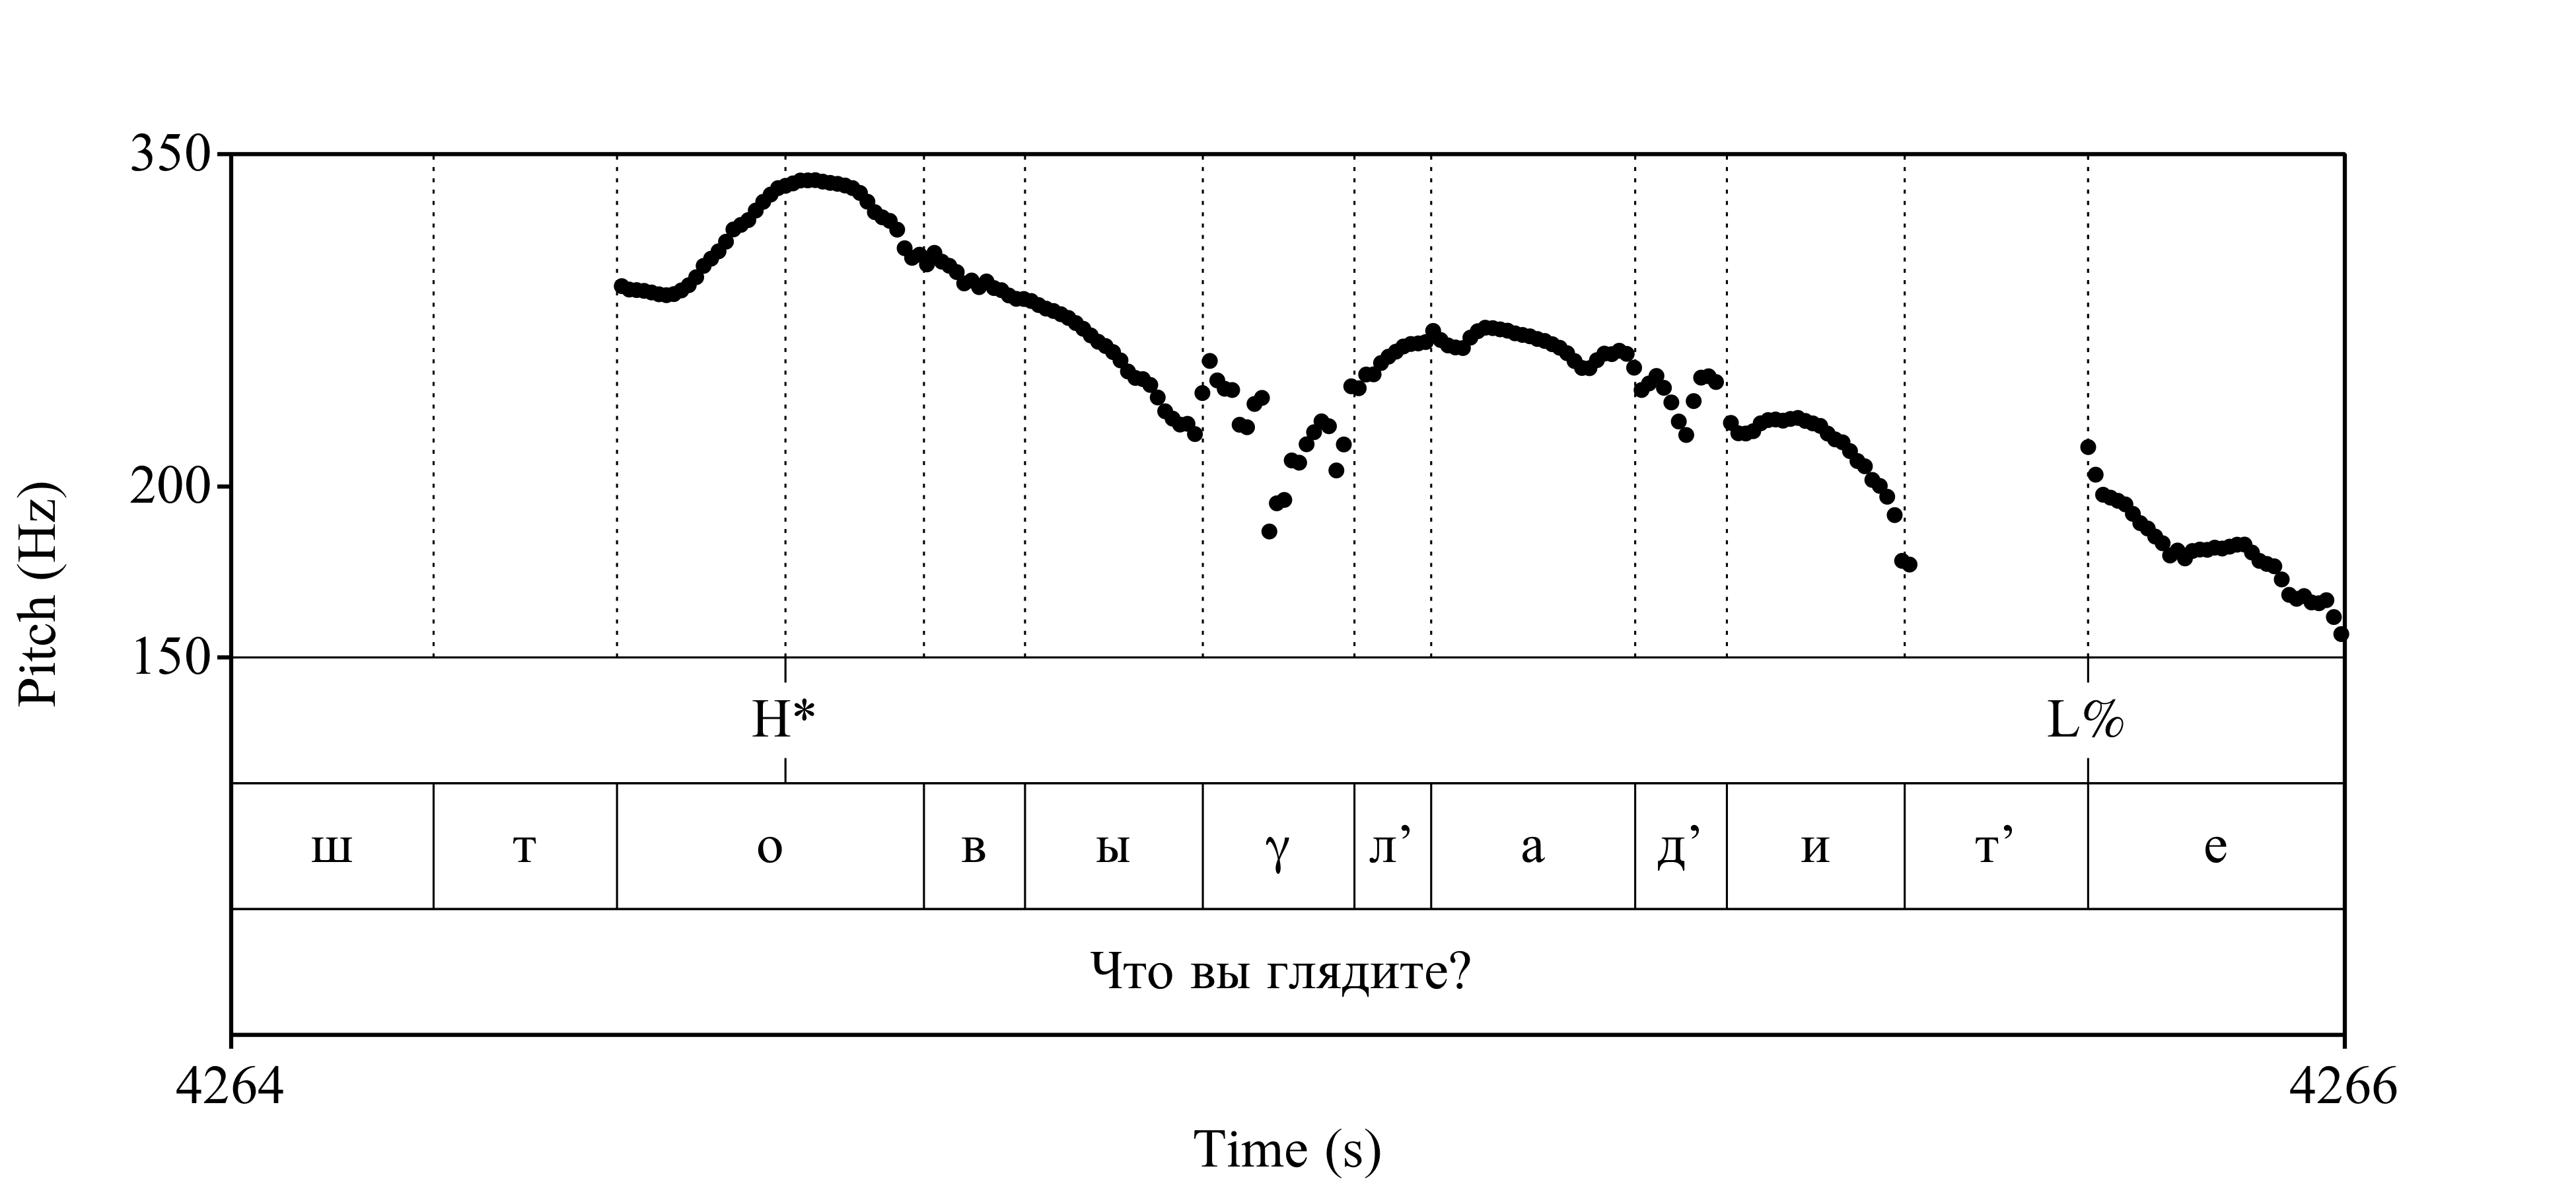 350
200
150
Pitch (Hz)
H* L%
ш т о в ы γ л’ а д’ и т’ е
Что вы глядите?
4264 4266
Time (s)